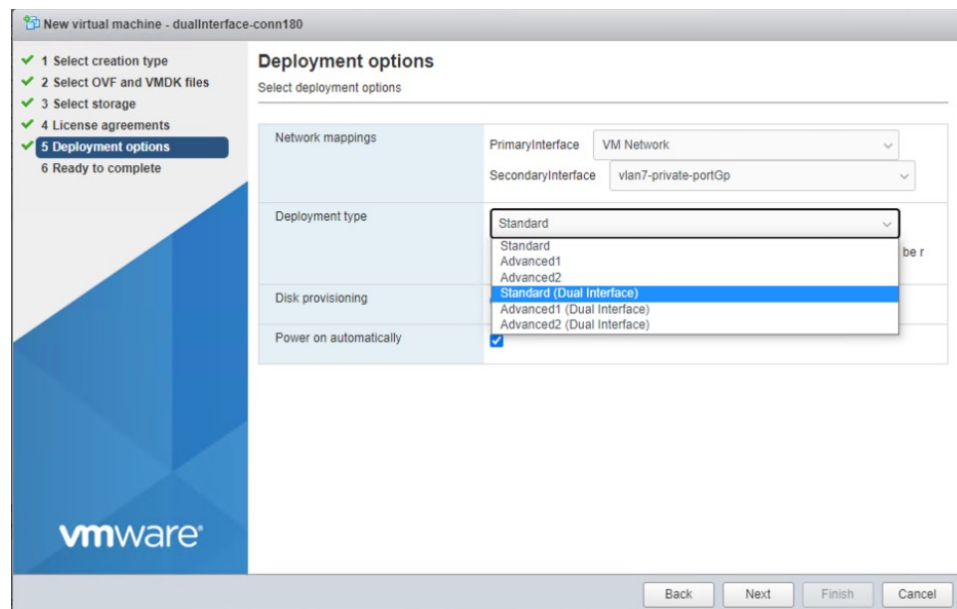 New virtual machine - dualInterface-conn180
1 Select creation type
2 Select OVF and VMDK files
3 Select storage
4 License agreements
5 Deployment options
6 Ready to complete
Deployment options
Select deployment options
Network mappings
PrimaryInterface VM Network
SecondaryInterface vlan7-private-portGp
Deployment type
Standard
Standard
Advanced1
Advanced2
Standard (Dual Interface)
Advanced1 (Dual Interface)
Advanced2 (Dual Interface)
be r
Disk provisioning
Power on automatically
vmware®
Back Next Finish Cancel